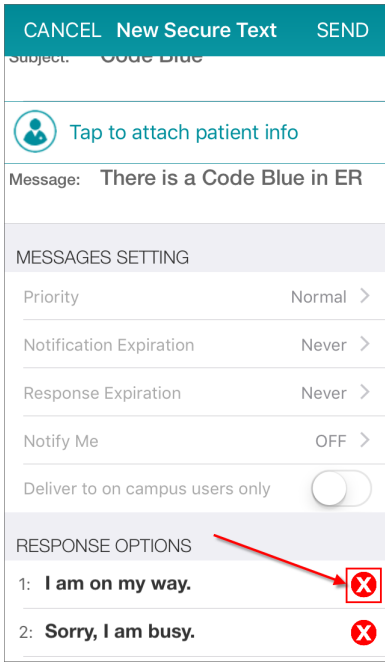 CANCEL New Secure Text SEND
Subject: Code Blue
Tap to attach patient info
Message: There is a Code Blue in ER
MESSAGES SETTING
Priority Normal
Notification Expiration Never
Response Expiration Never
Notify Me OFF
Deliver to on campus users only
RESPONSE OPTIONS
1: I am on my way. X
2: Sorry, I am busy. X